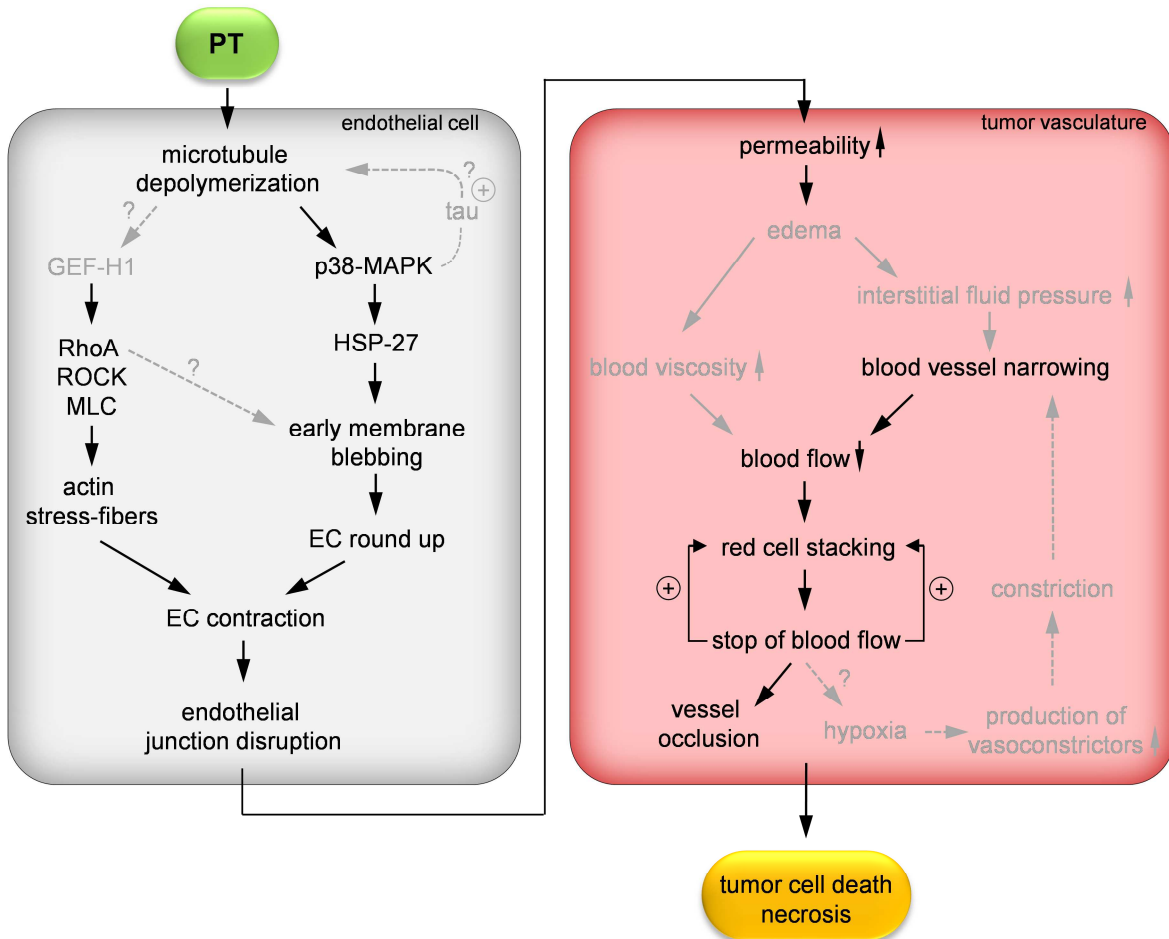 PT
endothelial cell
microtubule
depolymerization
?
+
tau
?
GEF-H1
p38-MAPK
RhoA
ROCK
MLC
?
HSP-27
early membrane
blebbing
actin
stress-fibers
EC round up
EC contraction
endothelial
junction disruption
tumor vasculature
permeability
edema
interstitial fluid pressure
blood viscosity
blood vessel narrowing
blood flow
red cell stacking
+
+
constriction
stop of blood flow
?
vessel
occlusion
hypoxia
production of
vasoconstrictors
tumor cell death
necrosis